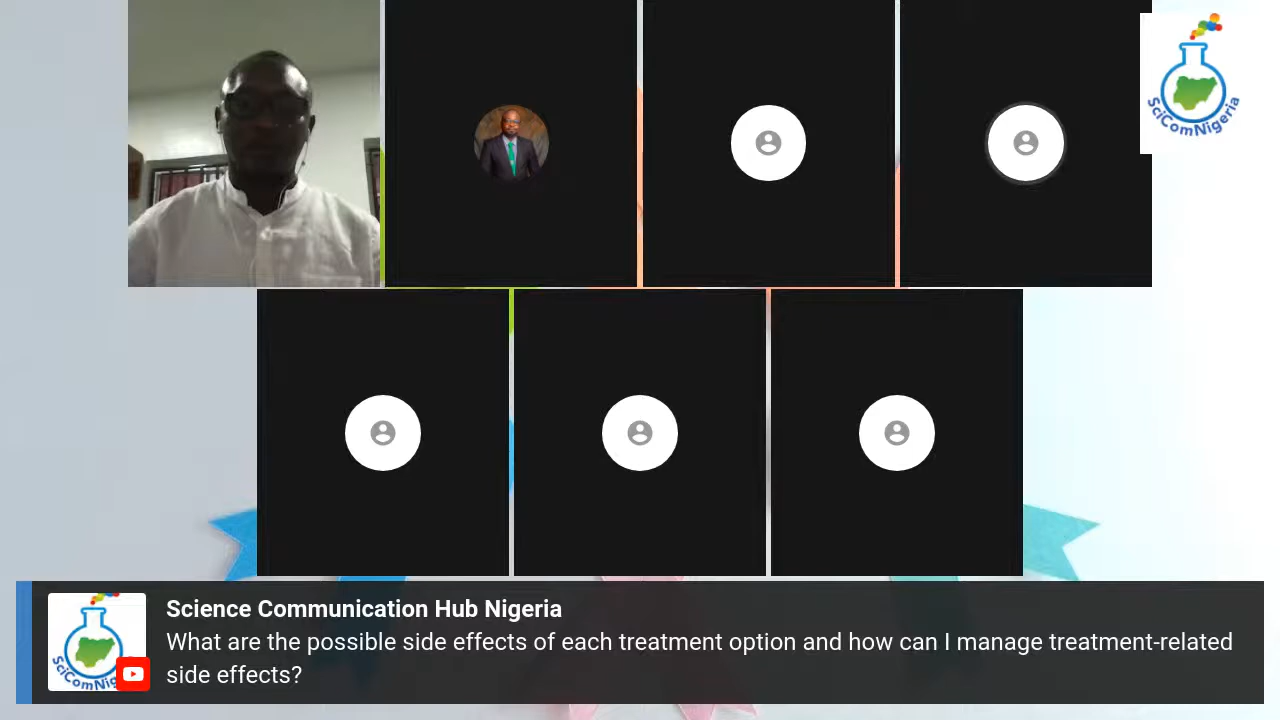 SciComNigeria
Science Communication Hub Nigeria
What are the possible side effects of each treatment option and how can I manage treatment-related
side effects?
SciComNig